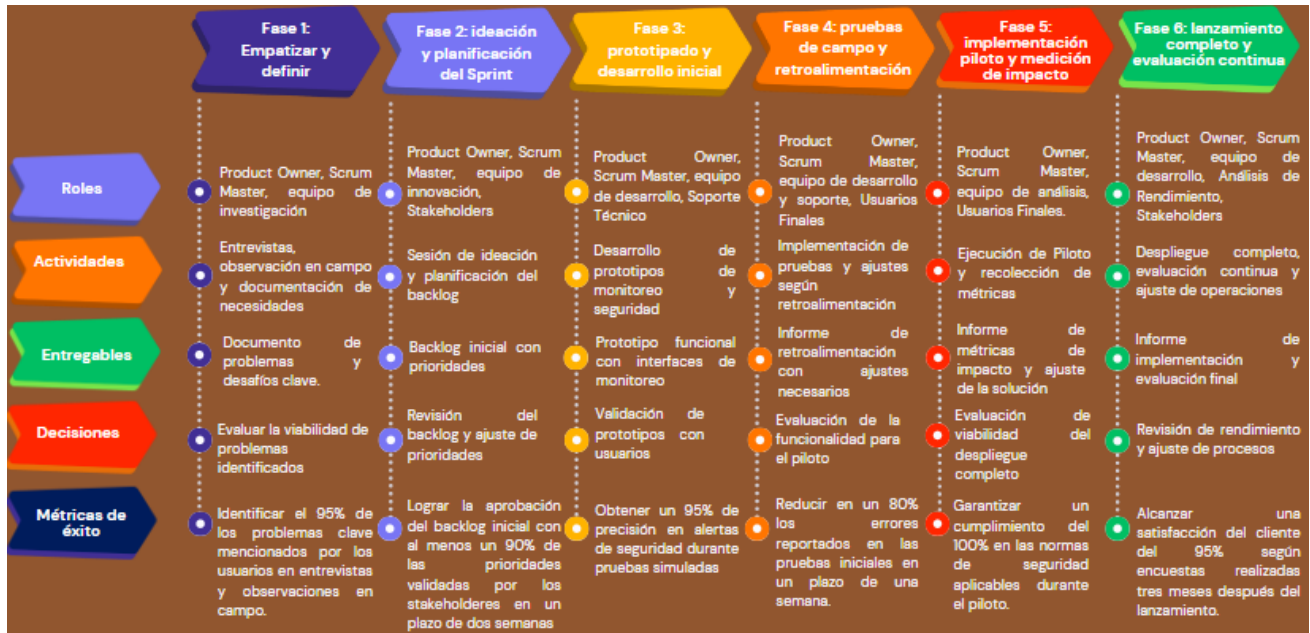 Fase 1:
Empatizar y
definir
Fase 2: ideación
y planificación
del Sprint
Fase 3:
prototipado y
desarrollo inicial
Fase 4: pruebas
de campo y
retroalimentación
Fase 5:
implementación
piloto y medición
de impacto
Fase 6: lanzamiento
completo y
evaluación continua
Roles
Product Owner, Scrum
Master, equipo de
investigación
Product Owner, Scrum
Master, equipo de
innovación,
Stakeholders
Product Owner,
Scrum Master, equipo
de desarrollo, Soporte
Técnico
Product Owner,
Scrum Master,
equipo de desarrollo
y soporte, Usuarios
Finales
Product Owner,
Scrum Master,
equipo de análisis,
Usuarios Finales.
Product Owner, Scrum
Master, equipo de
desarrollo, Análisis de
Rendimiento,
Stakeholders
Actividades
Entrevistas,
observación en campo
y documentación de
necesidades
Sesión de ideación
y planificación del
backlog
Desarrollo de
prototipos de
monitoreo y
seguridad
Implementación de
pruebas y ajustes
según
retroalimentación
Ejecución de Piloto
y recolección de
métricas
Despliegue completo,
evaluación continua y
ajuste de operaciones
Entregables
Documento de
problemas y
desafíos clave.
Backlog inicial con
prioridades
Prototipo funcional
con interfaces de
monitoreo
Informe de
retroalimentación
con ajustes
necesarios
Informe de
métricas de
impacto y ajuste
de la solución
Informe de
implementación y
evaluación final
Decisiones
Evaluar la viabilidad de
problemas
identificados
Revisión del
backlog y ajuste de
prioridades
Validación de
prototipos con
usuarios
Evaluación de la
funcionalidad para
el piloto
Evaluación de
viabilidad del
despliegue
completo
Revisión de rendimiento
y ajuste de procesos
Métricas de
éxito
Identificar el 95% de
los problemas clave
mencionados por los
usuarios en entrevistas
y observaciones en
campo.
Lograr la aprobación
del backlog inicial con
al menos un 90% de
las prioridades
validadas por los
stakeholderes en un
plazo de dos semanas
Obtener un 95% de
precisión en alertas
de seguridad durante
pruebas simuladas
Reducir en un 80%
los errores
reportados en las
pruebas iniciales en
un plazo de una
semana.
Garantizar un
cumplimiento del
100% en las normas
de seguridad
aplicables durante
el piloto.
Alcanzar una
satisfacción del cliente
del 95% según
encuestas realizadas
tres meses después del
lanzamiento.